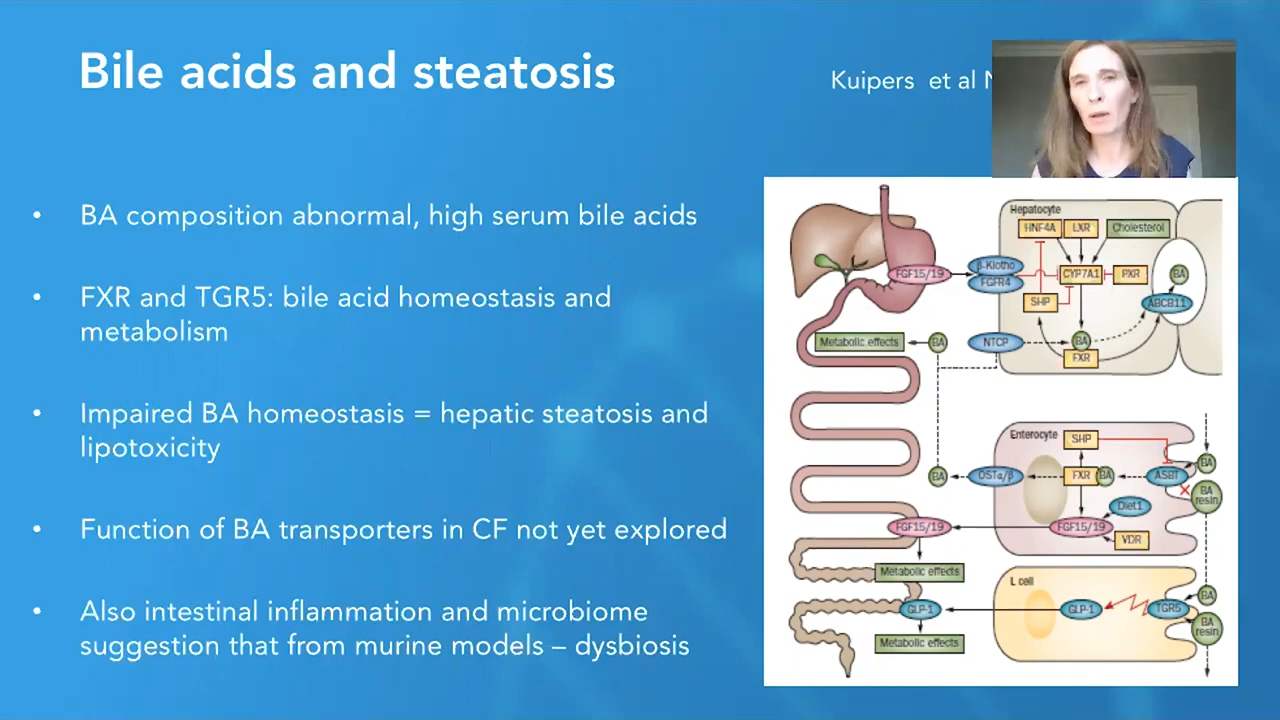 Bile acids and steatosis
Kuipers et al N
• BA composition abnormal, high serum bile acids
• FXR and TGR5: bile acid homeostasis and
metabolism
• Impaired BA homeostasis = hepatic steatosis and
lipotoxicity
• Function of BA transporters in CF not yet explored
• Also intestinal inflammation and microbiome
suggestion that from murine models – dysbiosis
Hepatocyte
HNF4A LXR Cholesterol
FGF15/19 β-Klotho CYP7A1 PXR BA
FGFR4
SHP ABCB11
Metabolic effects BA NTCP BA
FXR
Enterocyte SHP
BA OSTα/β FXR BA ASBT BA
BA
resin
Diet1
FGF15/19 FGF15/19
VDR
Metabolic effects
L cell
GLP-1 GLP-1 TGR5 BA
BA
resin
Metabolic effects